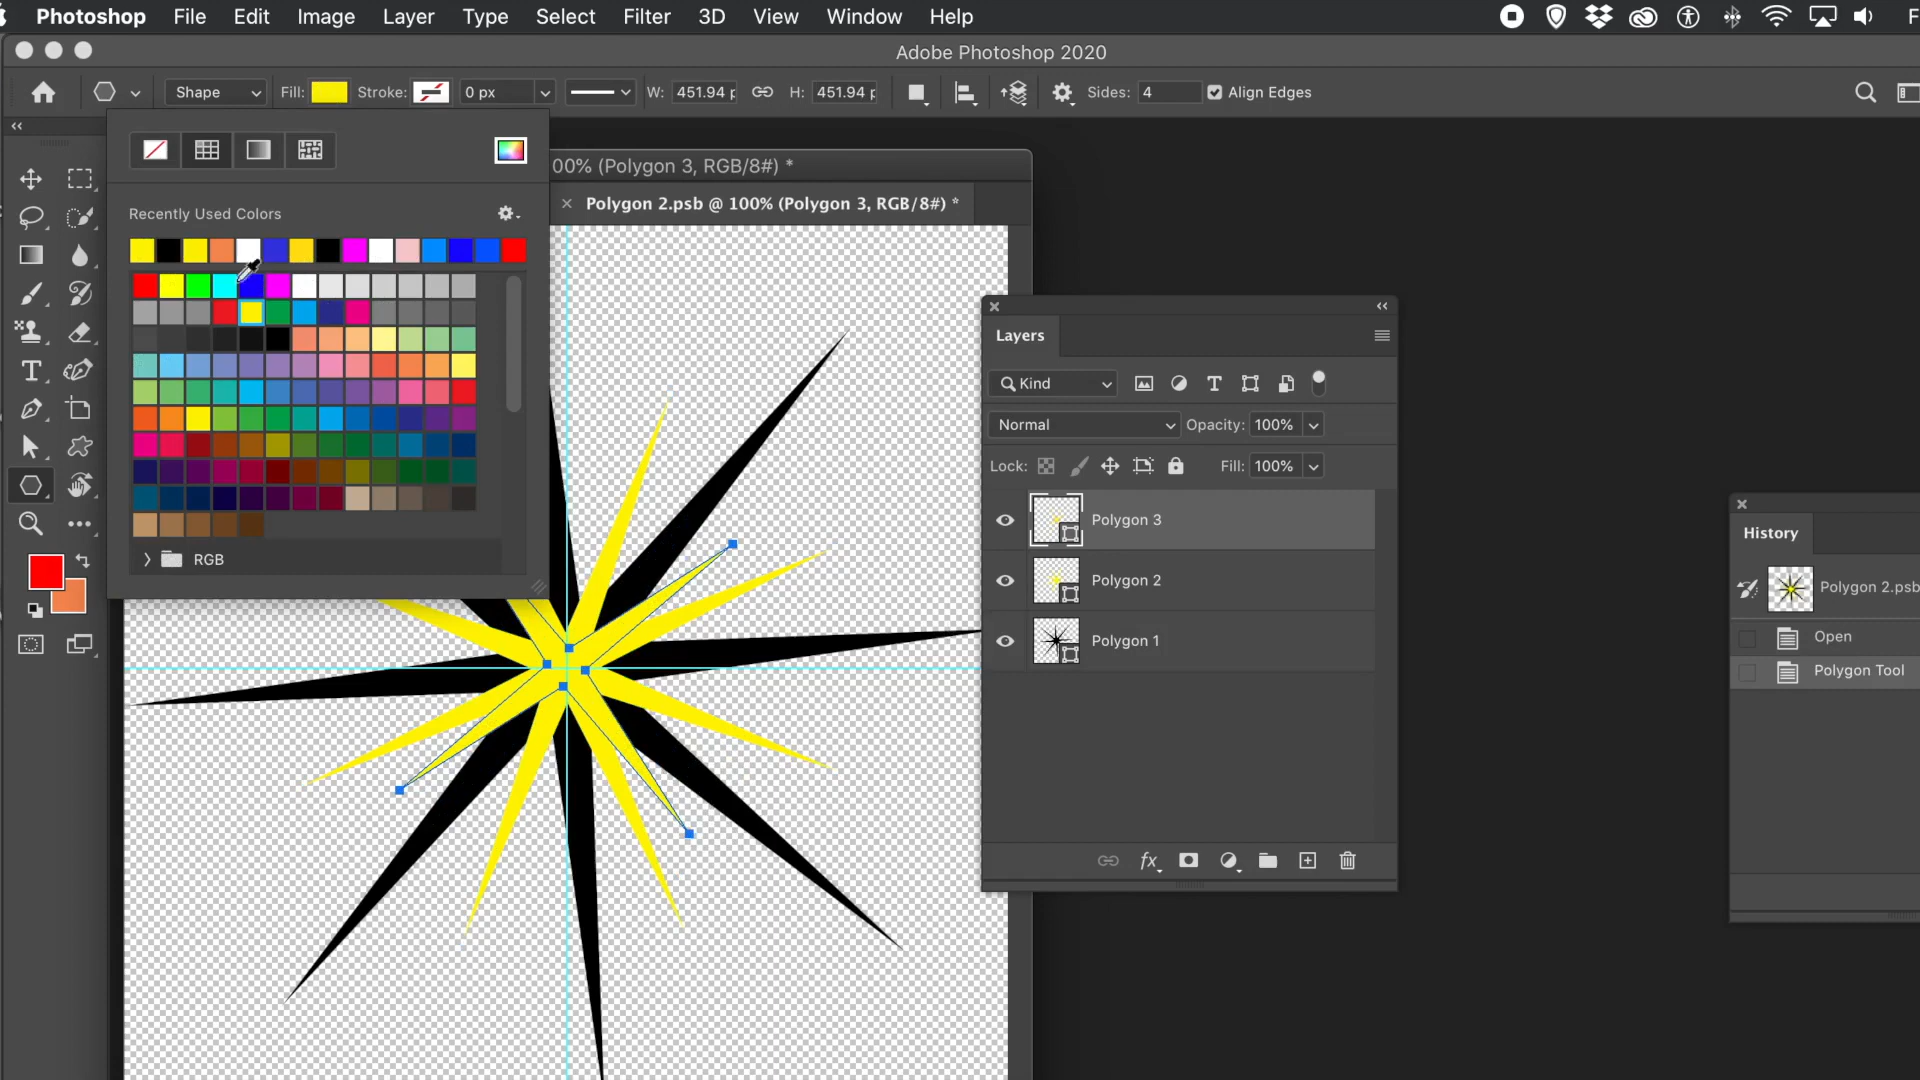 Photoshop File Edit Image Layer Type Select Filter 3D View Window Help F
Adobe Photoshop 2020
Shape Fill: Stroke: 0 px W: 451.94 p H: 451.94 p Sides: 4 Align Edges
00% (Polygon 3, RGB/8#) *
Polygon 2.psb @ 100% (Polygon 3, RGB/8#) *
Recently Used Colors
RGB
Layers
Kind
Normal Opacity: 100%
Lock: Fill: 100%
Polygon 3
Polygon 2
Polygon 1
fx
History
Polygon 2.psb
Open
Polygon Tool